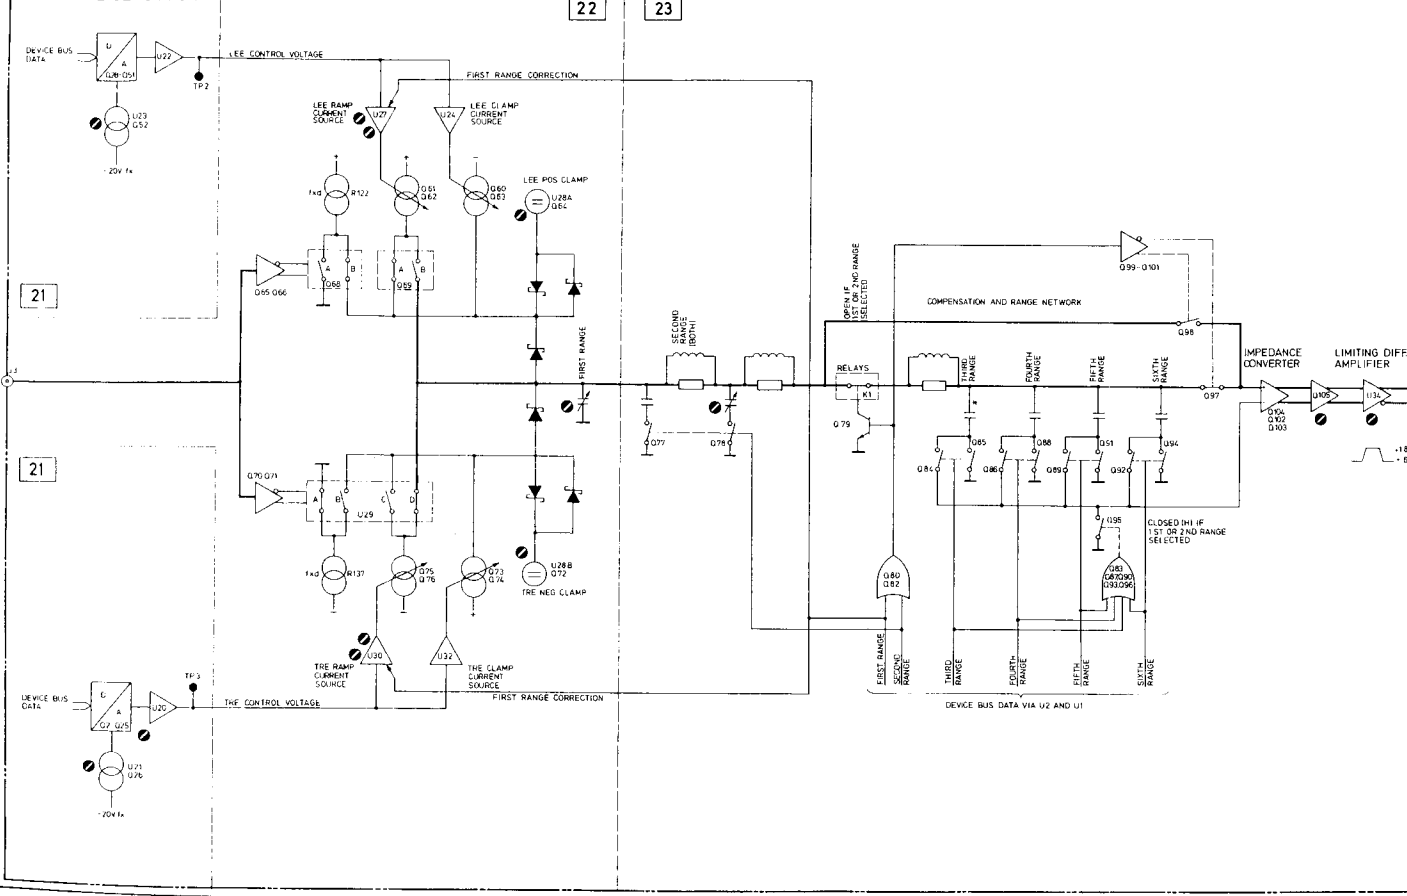 22
23
DEVICE BUS
DATA
D
A
Q28-Q51
U22
TP2
LEE CONTROL VOLTAGE
FIRST RANGE CORRECTION
U23
Q52
-20V fx
LEE RAMP
CURRENT
SOURCE
U27
U24
LEE CLAMP
CURRENT
SOURCE
fxd
R122
Q61
Q62
Q60
Q63
LEE POS CLAMP
U28A
Q64
Q65 Q66
A
B
Q68
A
B
Q69
21
J3
FIRST RANGE
SECOND
RANGE
(BOTH)
OPEN IF
1ST OR 2ND RANGE
SELECTED
Q99-Q101
COMPENSATION AND RANGE NETWORK
Q98
RELAYS
K1
THIRD
RANGE
FOURTH
RANGE
FIFTH
RANGE
SIXTH
RANGE
Q97
IMPEDANCE
CONVERTER
LIMITING DIFF.
AMPLIFIER
Q104
Q102
Q103
Q105
U34
*
Q77
Q78
Q79
Q84
Q85
Q86
Q88
Q89
Q91
Q92
Q94
21
Q70 Q71
A
B
C
D
U29
Q95
CLOSED (H) IF
1ST OR 2ND RANGE
SELECTED
fxd
R137
Q75
Q76
Q73
Q74
U28B
Q72
TRE NEG CLAMP
Q80
Q82
Q83
Q87,Q90
Q93,Q96
U30
U32
TRE RAMP
CURRENT
SOURCE
TRE CLAMP
CURRENT
SOURCE
FIRST RANGE CORRECTION
FIRST RANGE
SECOND
RANGE
THIRD
RANGE
FOURTH
RANGE
FIFTH
RANGE
SIXTH
RANGE
DEVICE BUS DATA VIA U2 AND U1
TP3
DEVICE BUS
DATA
D
A
Q2 Q25
U20
TRE CONTROL VOLTAGE
U21
Q26
-20V fx